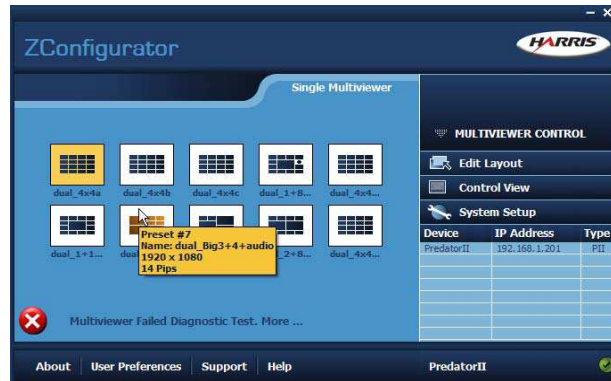 ZConfigurator
HARRIS
Single Multiviewer
MULTIVIEWER CONTROL
Edit Layout
Control View
System Setup
Device IP Address Type
PredatorII 192.168.1.201 PII
dual_4x4a dual_4x4b dual_4x4c dual_1+8... dual_4x4...
Preset #7
Name: dual_Big3+4+audio
1920 x 1080
14 Pips
dual_1+1... dual _2+8... dual_4x4...
Multiviewer Failed Diagnostic Test. More ...
About User Preferences Support Help PredatorII